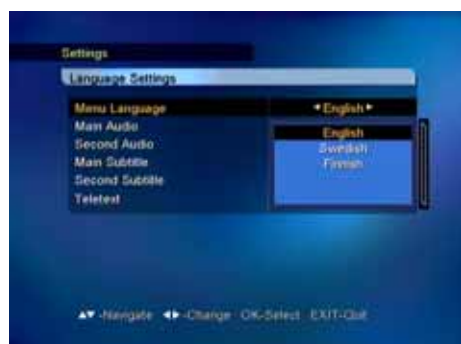 Settings
Language Settings
Menu Language ◄English►
Main Audio English
Second Audio Swedish
Main Subtitle Finnish
Second Subtitle
Teletext
▲▼-Navigate ◄►-Change OK-Select EXIT-Quit